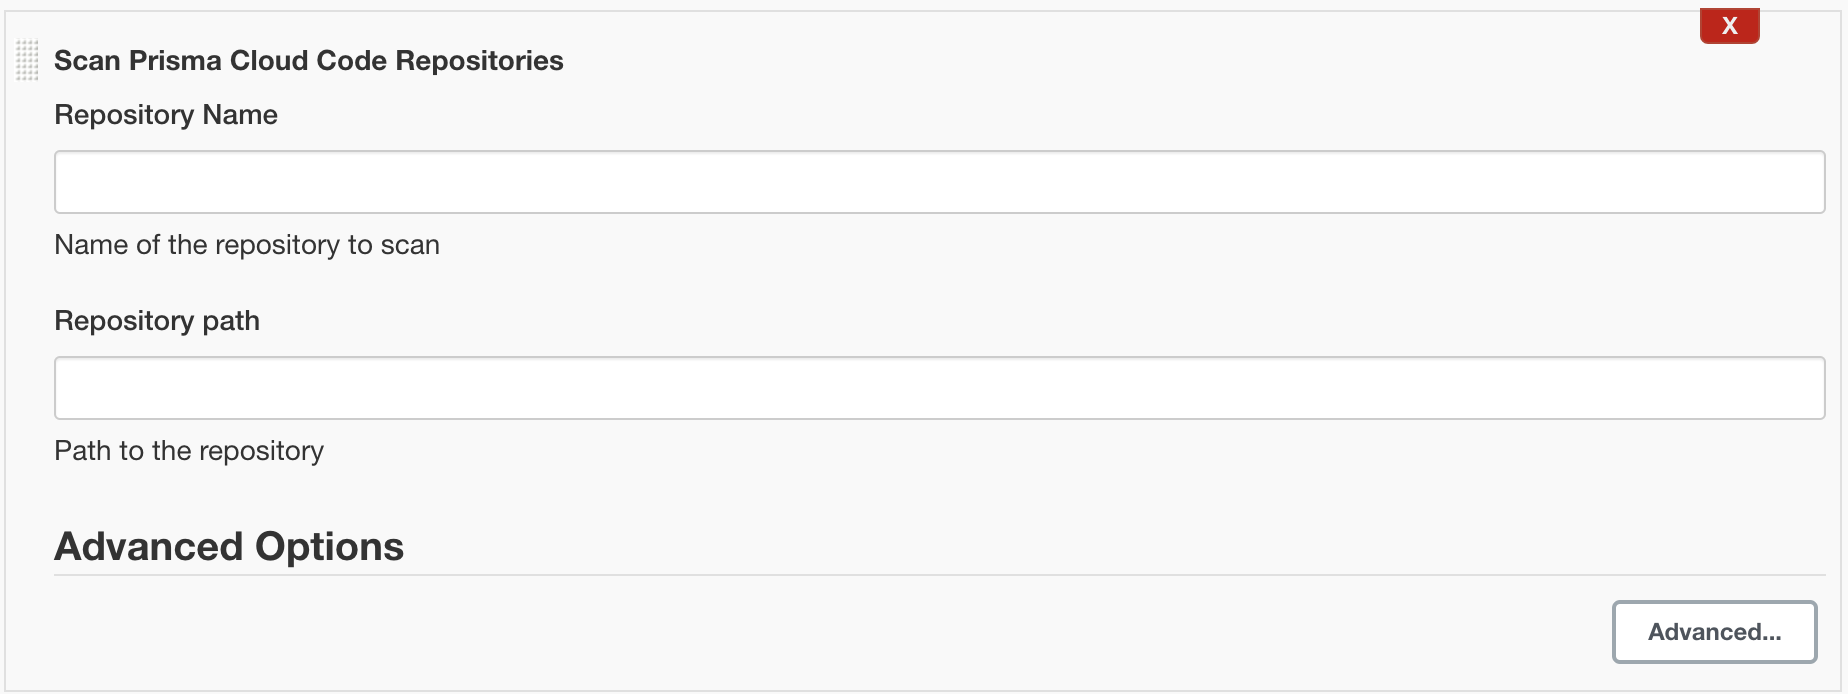 X
Scan Prisma Cloud Code Repositories
Repository Name
Name of the repository to scan
Repository path
Path to the repository
Advanced Options
Advanced...